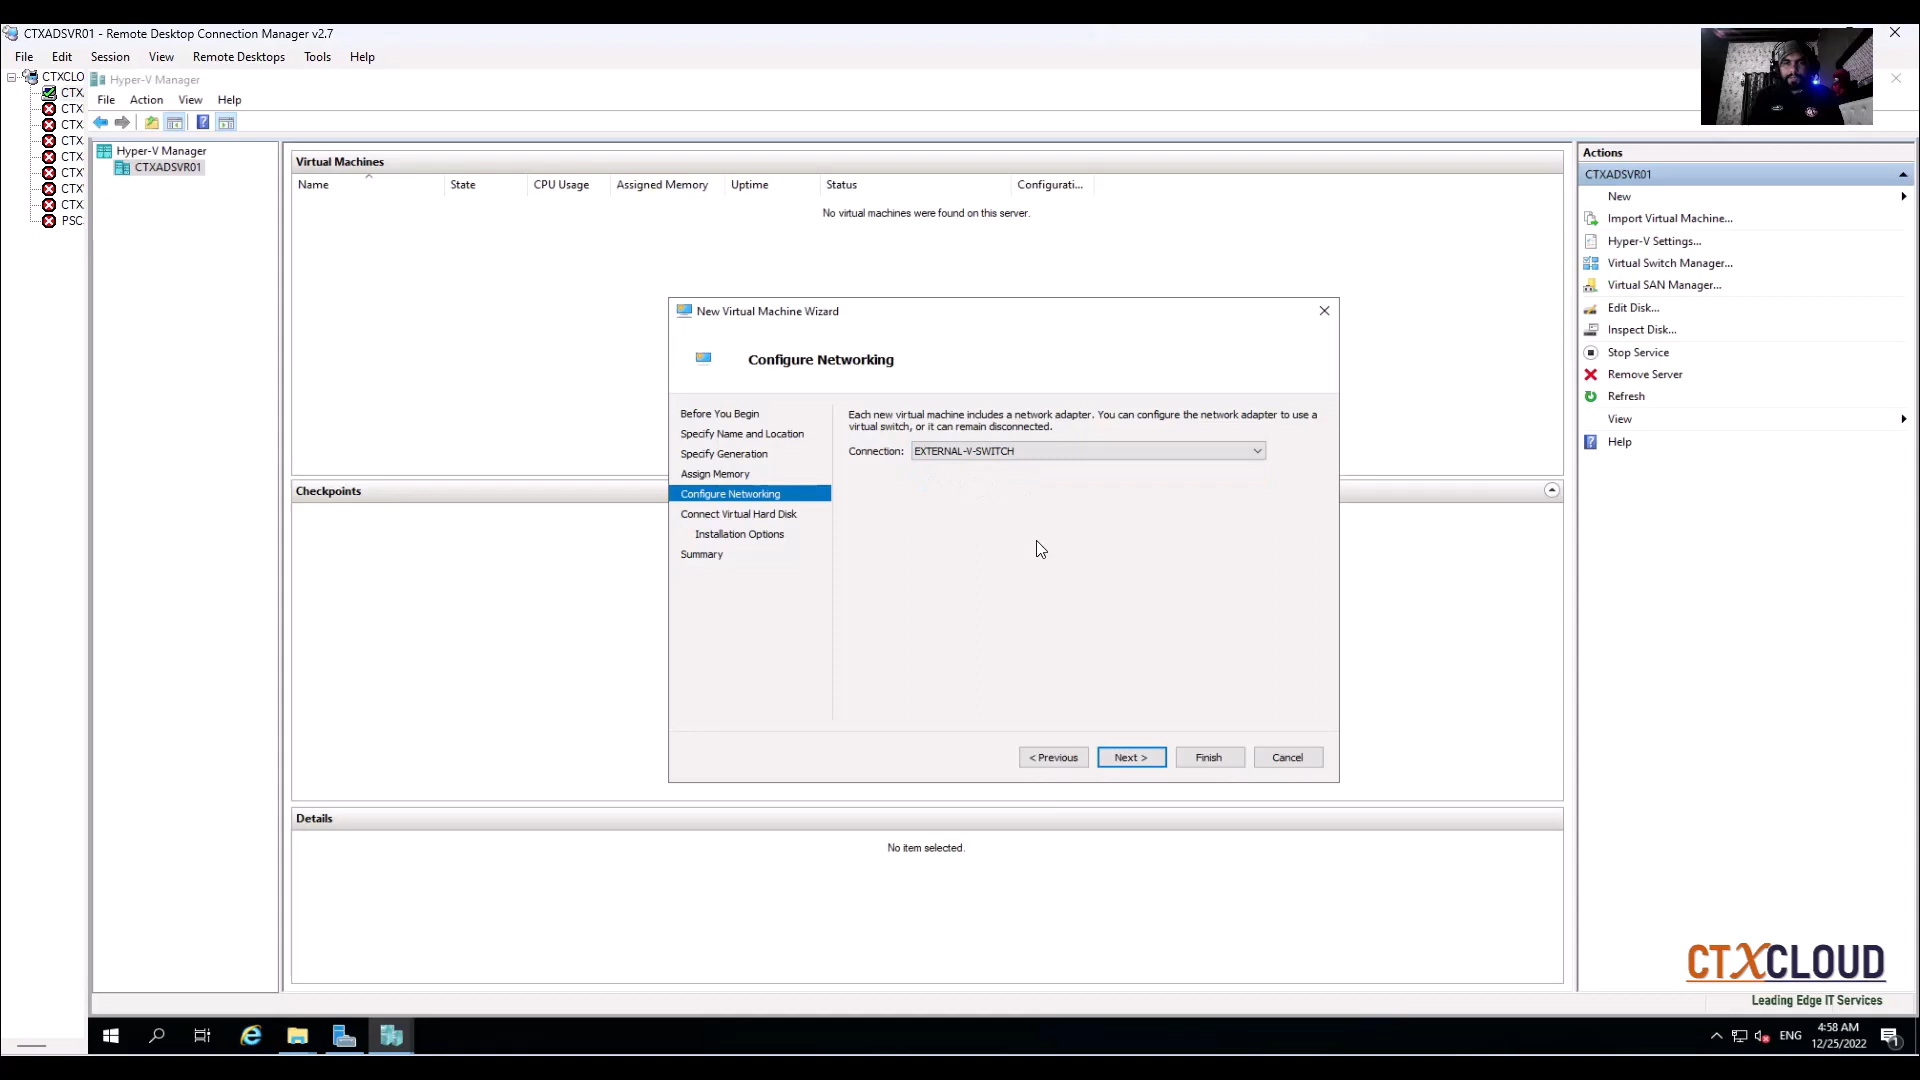 CTXADSVR01 - Remote Desktop Connection Manager v2.7
File Edit Session View Remote Desktops Tools Help
CTXCLO
CTX
CTX
CTX
CTX
CTX
CTX
CTX
CTX
PSC
Hyper-V Manager
File Action View Help
Hyper-V Manager
CTXADSVR01
Virtual Machines
Name State CPU Usage Assigned Memory Uptime Status Configurati...
No virtual machines were found on this server.
Checkpoints
Details
No item selected.
New Virtual Machine Wizard
Configure Networking
Before You Begin
Specify Name and Location
Specify Generation
Assign Memory
Configure Networking
Connect Virtual Hard Disk
Installation Options
Summary
Each new virtual machine includes a network adapter. You can configure the network adapter to use a
virtual switch, or it can remain disconnected.
Connection: EXTERNAL-V-SWITCH
< Previous Next > Finish Cancel
Actions
CTXADSVR01
New
Import Virtual Machine...
Hyper-V Settings...
Virtual Switch Manager...
Virtual SAN Manager...
Edit Disk...
Inspect Disk...
Stop Service
Remove Server
Refresh
View
Help
CTXCLOUD
Leading Edge IT Services
ENG
4:58 AM
12/25/2022
1